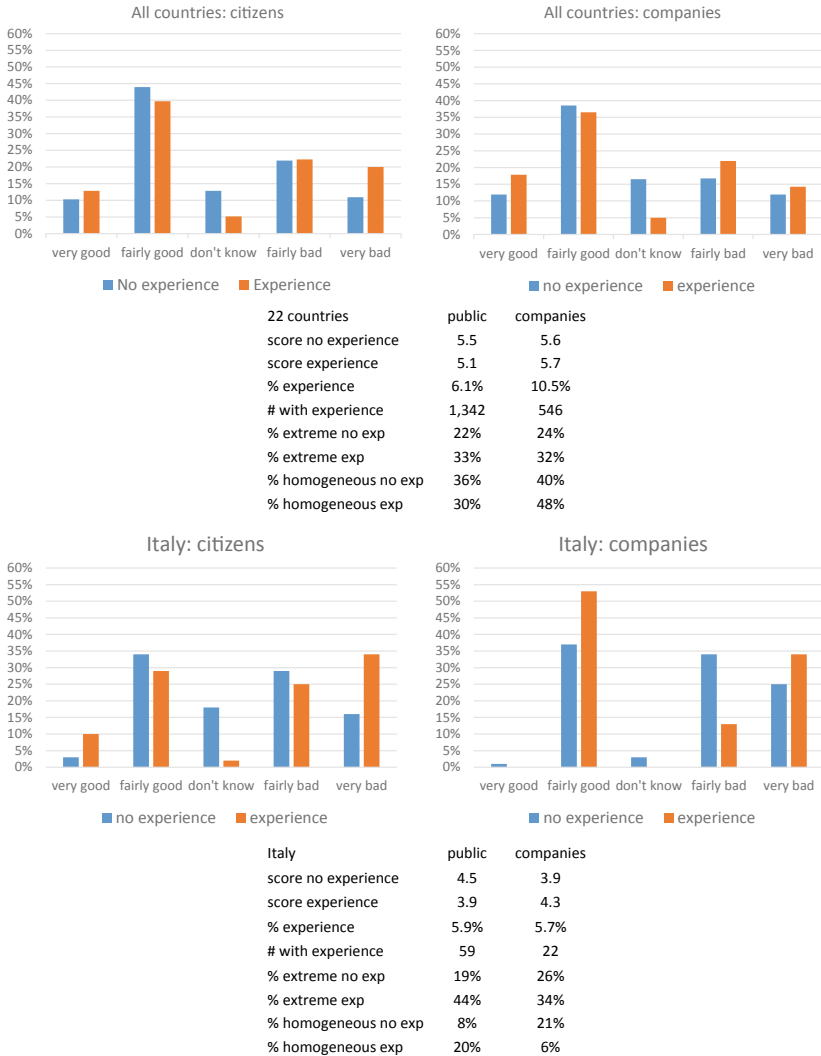 All countries: citizens
60%
55%
50%
45%
40%
35%
30%
25%
20%
15%
10%
5%
0%
very good fairly good don't know fairly bad very bad
No experience Experience
All countries: companies
60%
55%
50%
45%
40%
35%
30%
25%
20%
15%
10%
5%
0%
very good fairly good don't know fairly bad very bad
no experience experience
22 countries public companies
score no experience 5.5 5.6
score experience 5.1 5.7
% experience 6.1% 10.5%
# with experience 1,342 546
% extreme no exp 22% 24%
% extreme exp 33% 32%
% homogeneous no exp 36% 40%
% homogeneous exp 30% 48%
Italy: citizens
60%
55%
50%
45%
40%
35%
30%
25%
20%
15%
10%
5%
0%
very good fairly good don't know fairly bad very bad
no experience experience
Italy: companies
60%
55%
50%
45%
40%
35%
30%
25%
20%
15%
10%
5%
0%
very good fairly good don't know fairly bad very bad
no experience experience
Italy public companies
score no experience 4.5 3.9
score experience 3.9 4.3
% experience 5.9% 5.7%
# with experience 59 22
% extreme no exp 19% 26%
% extreme exp 44% 34%
% homogeneous no exp 8% 21%
% homogeneous exp 20% 6%